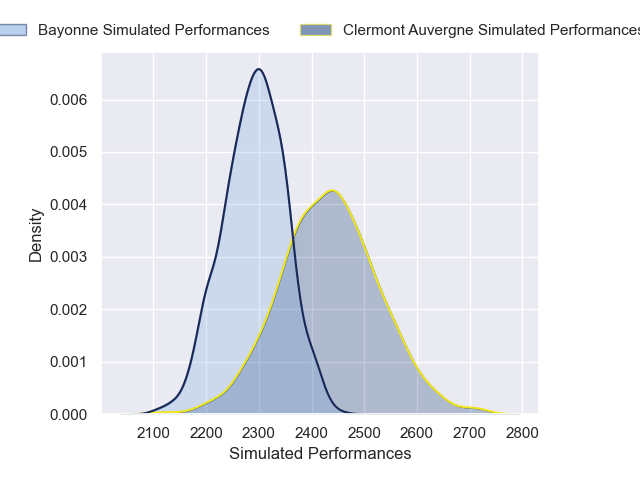 Bayonne Simulated Performances Clermont Auvergne Simulated Performances
0.006
0.005
0.004
0.003
0.002
0.001
0.000
Density
2100 2200 2300 2400 2500 2600 2700 2800
Simulated Performances